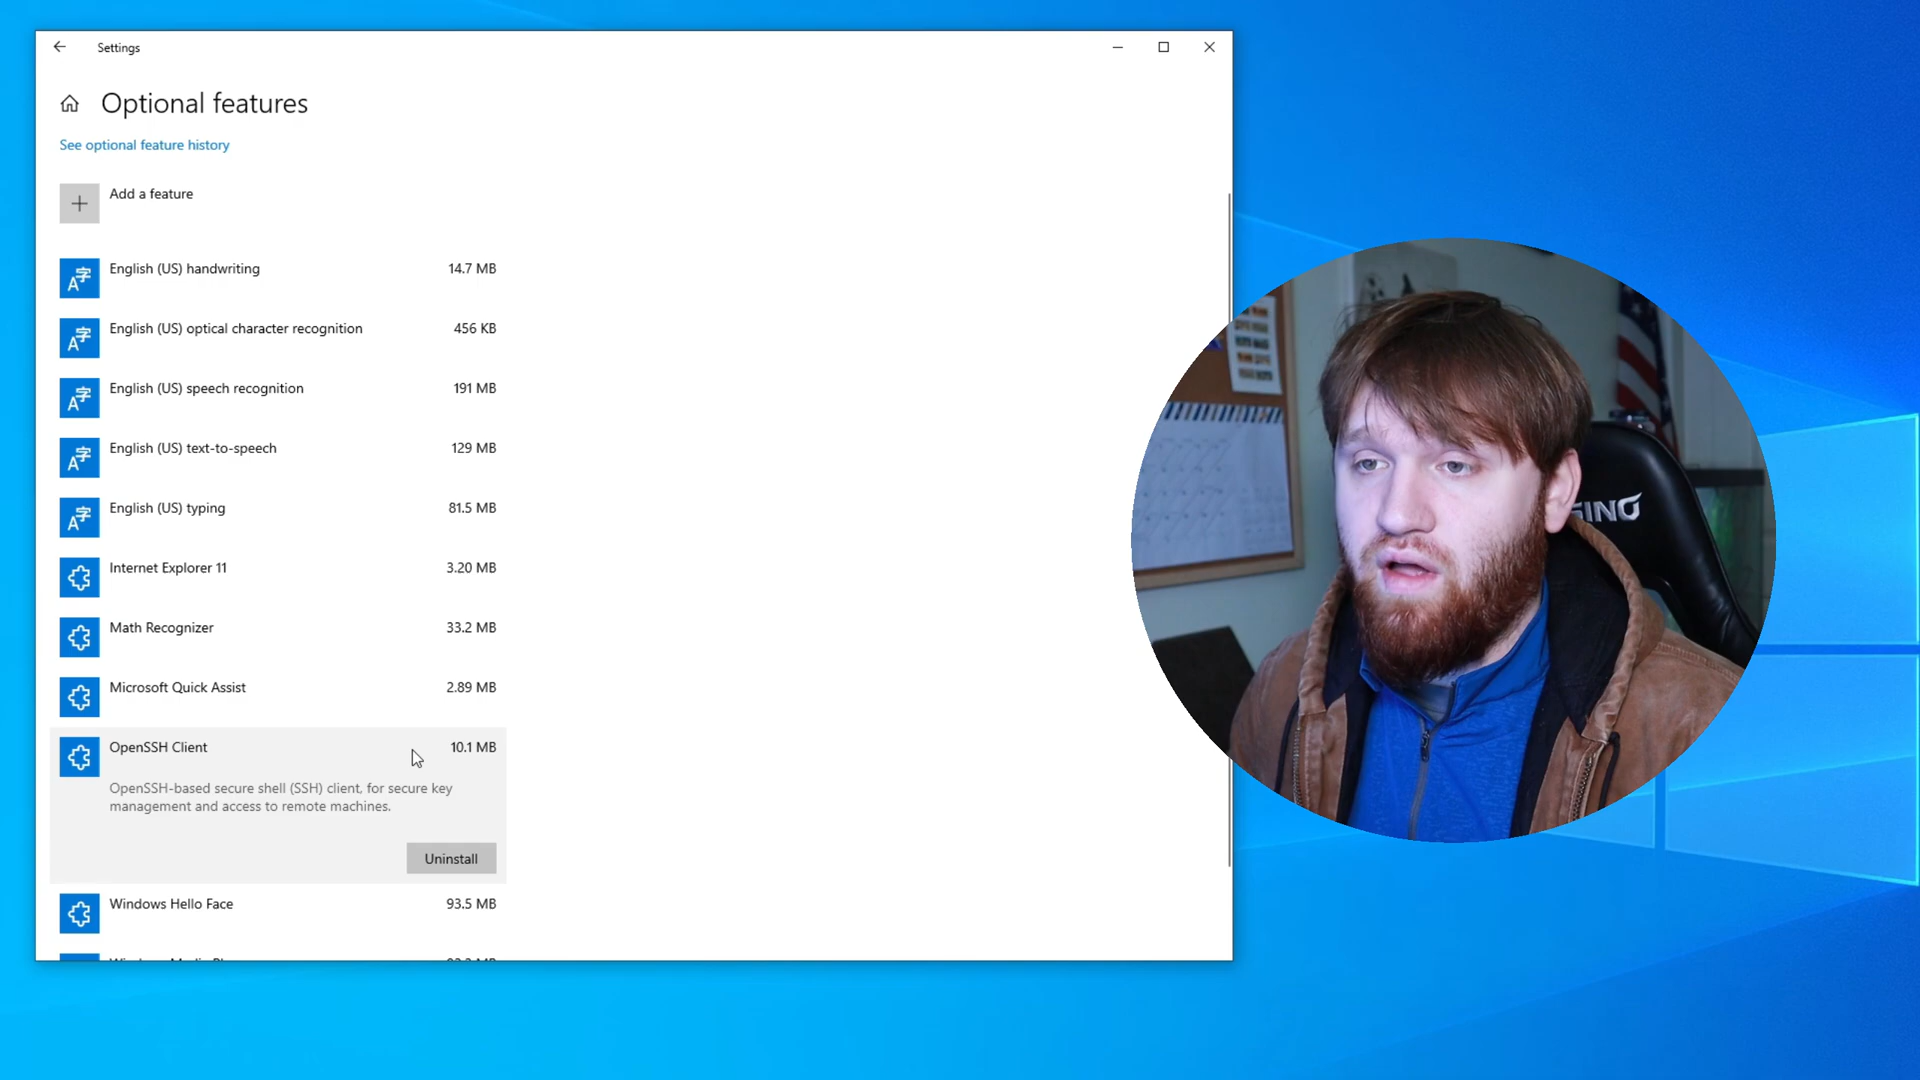 Settings
Optional features
See optional feature history
Add a feature
English (US) handwriting 14.7 MB
English (US) optical character recognition 456 KB
English (US) speech recognition 191 MB
English (US) text-to-speech 129 MB
English (US) typing 81.5 MB
Internet Explorer 11 3.20 MB
Math Recognizer 33.2 MB
Microsoft Quick Assist 2.89 MB
OpenSSH Client 10.1 MB
OpenSSH-based secure shell (SSH) client, for secure key
management and access to remote machines.
Uninstall
Windows Hello Face 93.5 MB